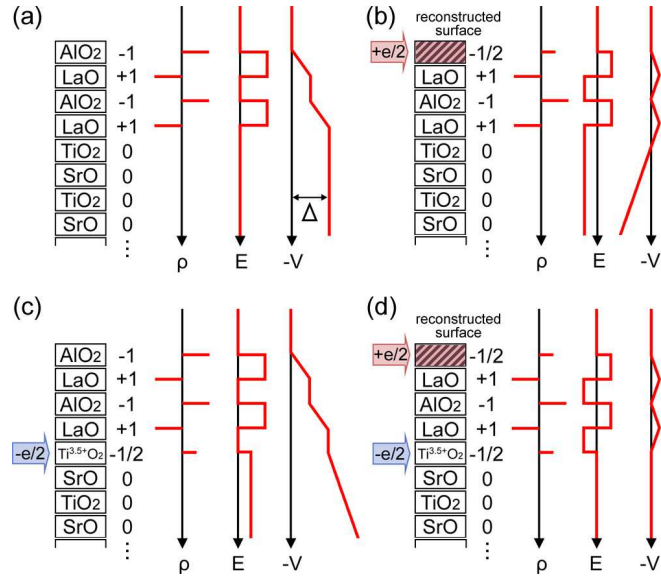 (a)
AlO₂ -1
LaO +1
AlO₂ -1
LaO +1
TiO₂ 0
SrO 0
TiO₂ 0
SrO 0
⋮
Δ
ρ E -V
(b)
reconstructed
surface
+e/2 -1/2
LaO +1
AlO₂ -1
LaO +1
TiO₂ 0
SrO 0
TiO₂ 0
SrO 0
⋮
ρ E -V
(c)
AlO₂ -1
LaO +1
AlO₂ -1
LaO +1
-e/2 Ti³·⁵⁺O₂ -1/2
SrO 0
TiO₂ 0
SrO 0
⋮
ρ E -V
(d)
reconstructed
surface
+e/2 -1/2
LaO +1
AlO₂ -1
LaO +1
-e/2 Ti³·⁵⁺O₂ -1/2
SrO 0
TiO₂ 0
SrO 0
⋮
ρ E -V